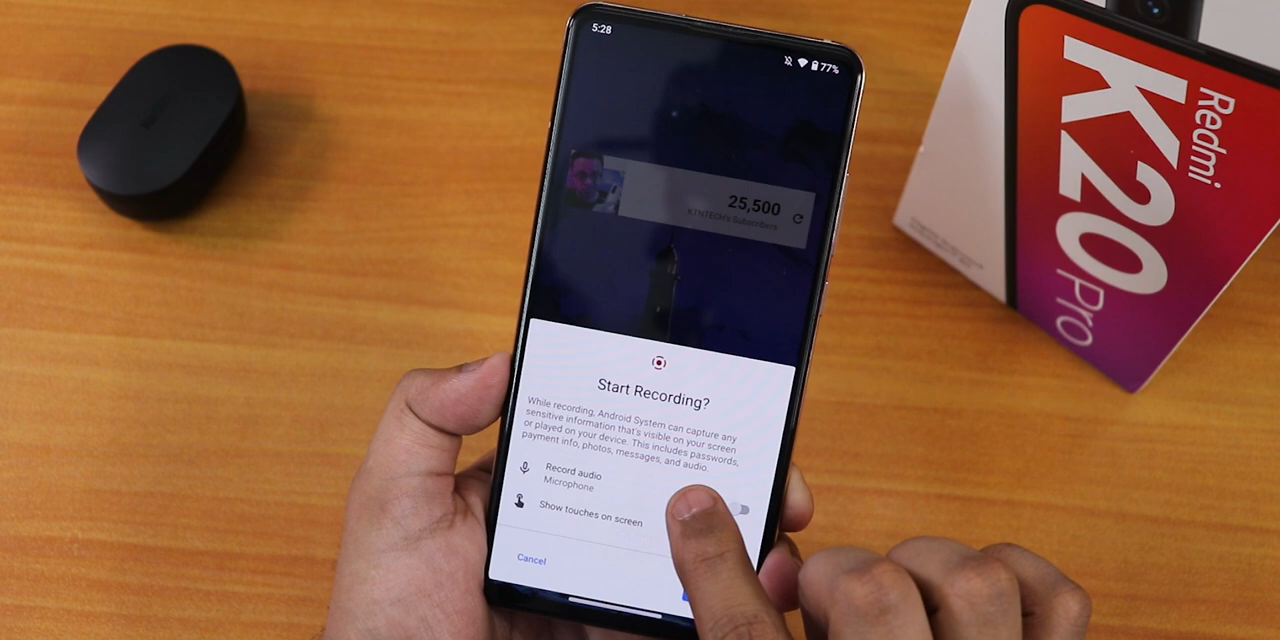 5:28
77%
25,500
KTNTECH's Subscribers
Start Recording?
While recording, Android System can capture any
sensitive information that's visible on your screen
or played on your device. This includes passwords,
payment info, photos, messages, and audio.
Record audio
Microphone
Show touches on screen
Cancel
Redmi
K20
Pro